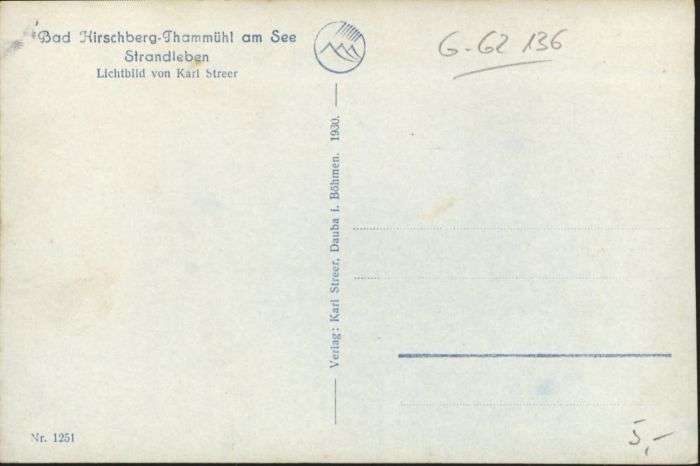 Bad Hirschberg-Thammühl am See
Strandleben
Lichtbild von Karl Streer
G-G2 136
Verlag: Karl Streer, Dauba i. Böhmen. 1930.
Nr. 1251
5,-